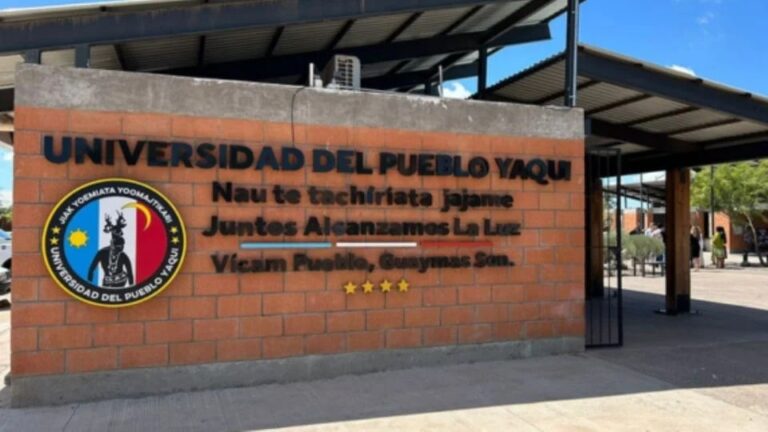 UNIVERSIDAD DEL PUEBLO YAQUI
Nau te tachíriata jajame
Juntos Alcanzamos La Luz
Vícam Pueblo, Guaymas Son.
JIAK YOEMIATA YOOMAJTIKARI
UNIVERSIDAD DEL PUEBLO YAQUI